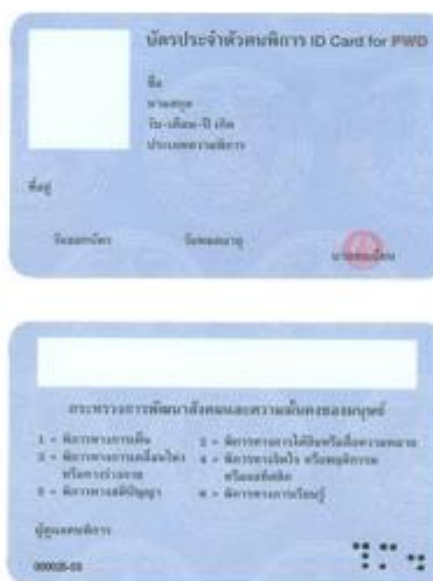 บัตรประจำตัวคนพิการ ID Card for PWD
ชื่อ
นามสกุล
วัน-เดือน-ปี เกิด
ประเภทความพิการ
ที่อยู่
วันออกบัตร วันหมดอายุ
นายทะเบียน
กระทรวงการพัฒนาสังคมและความมั่นคงของมนุษย์
1 = พิการทางการเห็น 2 = พิการทางการได้ยินหรือสื่อความหมาย
3 = พิการทางการเคลื่อนไหว 4 = พิการทางจิตใจ หรือพฤติกรรม
หรือทางร่างกาย หรือออทิสติก
5 = พิการทางสติปัญญา 6 = พิการทางการเรียนรู้
ผู้ดูแลคนพิการ